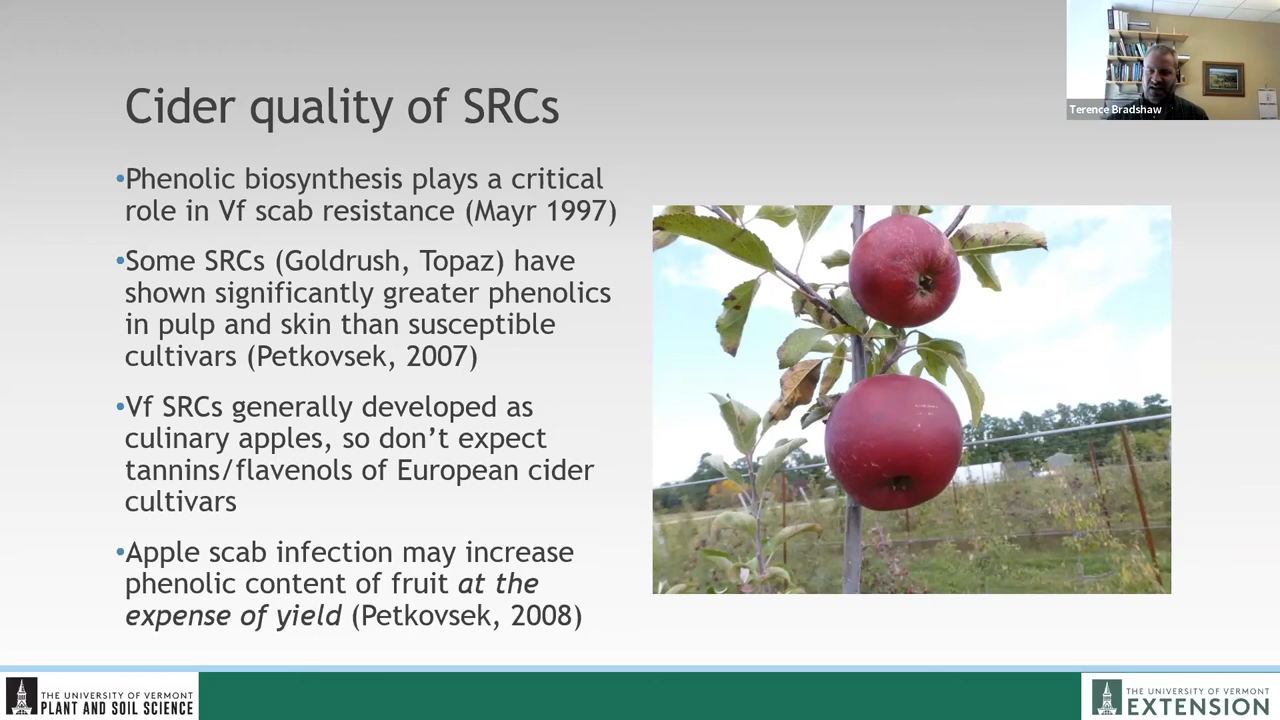 Cider quality of SRCs
•Phenolic biosynthesis plays a critical
role in Vf scab resistance (Mayr 1997)
•Some SRCs (Goldrush, Topaz) have
shown significantly greater phenolics
in pulp and skin than susceptible
cultivars (Petkovsek, 2007)
•Vf SRCs generally developed as
culinary apples, so don’t expect
tannins/flavenols of European cider
cultivars
•Apple scab infection may increase
phenolic content of fruit at the
expense of yield (Petkovsek, 2008)
Terence Bradshaw
THE UNIVERSITY OF VERMONT
PLANT AND SOIL SCIENCE
THE UNIVERSITY OF VERMONT
EXTENSION